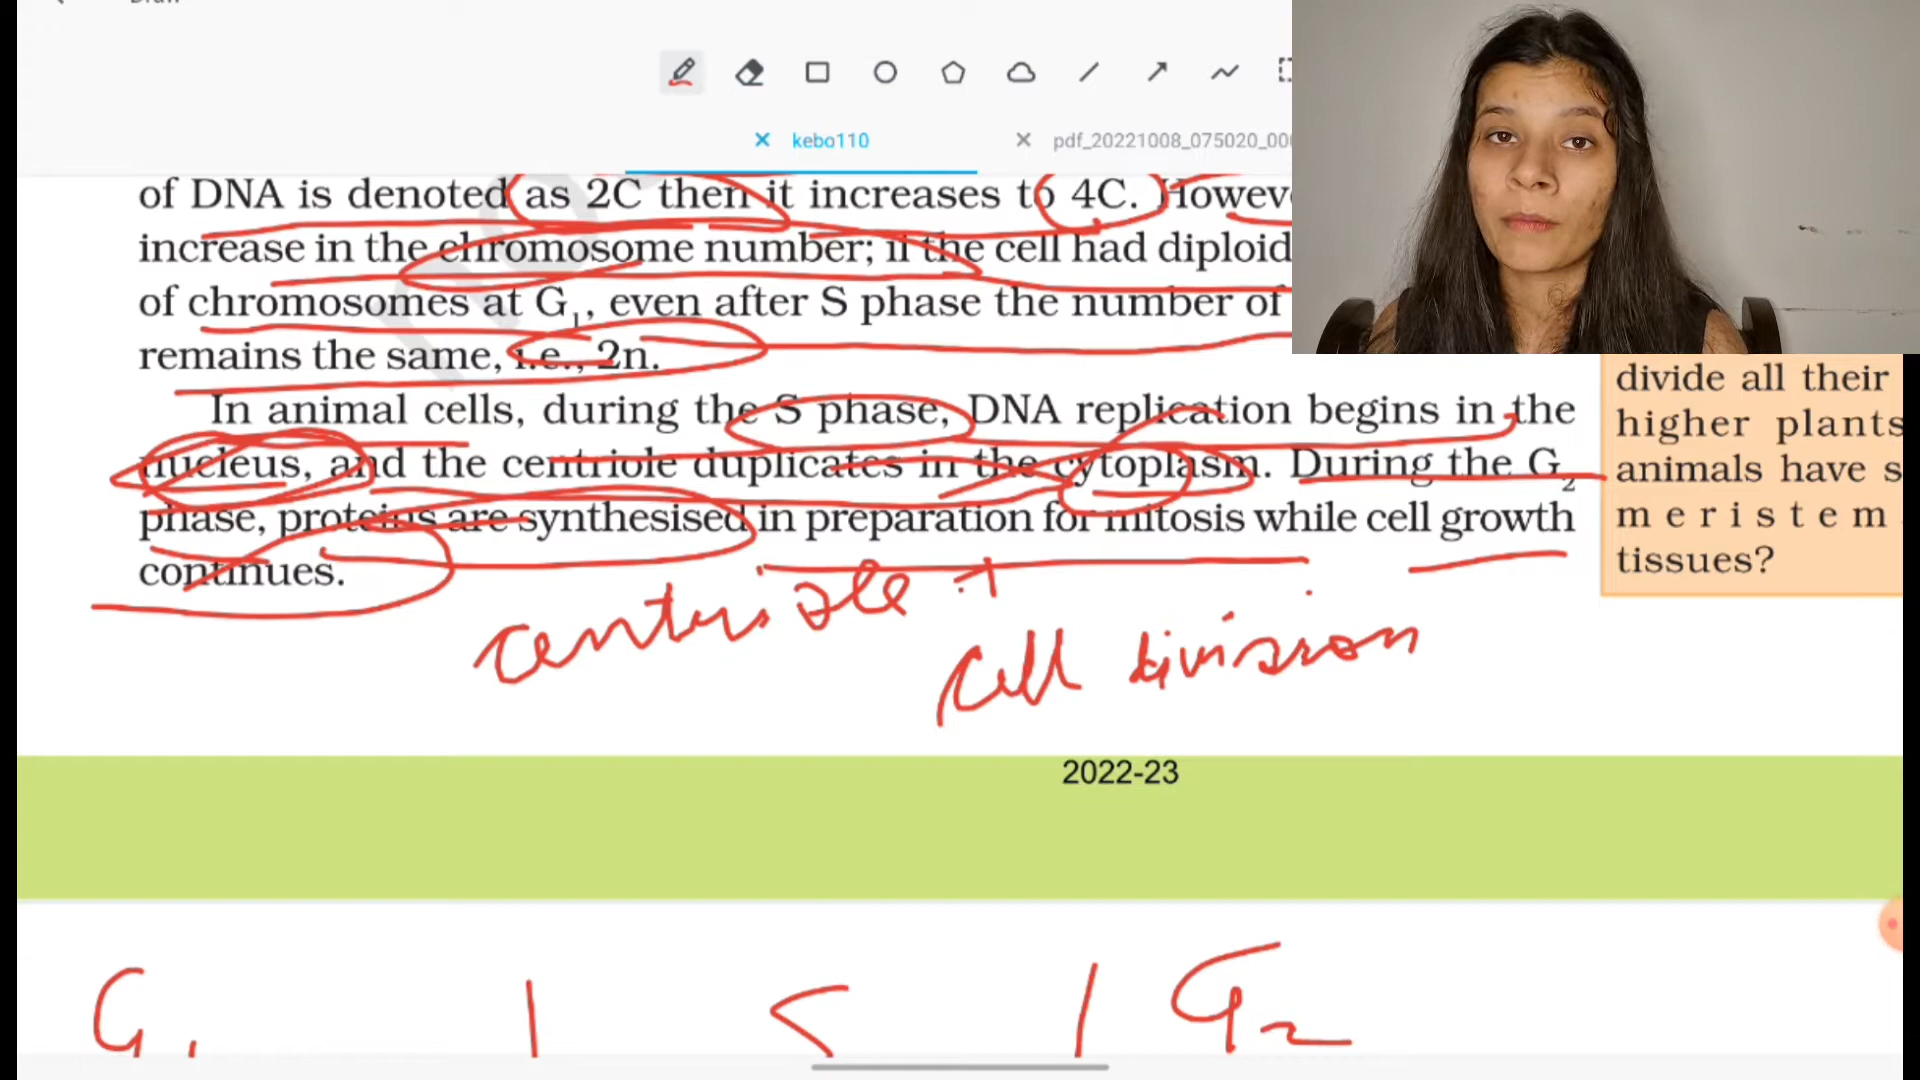 kebo110
pdf_20221008_075020_00
of DNA is denoted as 2C then it increases to 4C. Howev
increase in the chromosome number; if the cell had diploid
of chromosomes at G1, even after S phase the number of
remains the same, i.e., 2n.
In animal cells, during the S phase, DNA replication begins in the
nucleus, and the centriole duplicates in the cytoplasm. During the G2
phase, proteins are synthesised in preparation for mitosis while cell growth
continues.
divide all their
higher plants
animals have s
meristem
tissues?
centriole →
cell division
2022-23
G1 | S | G2